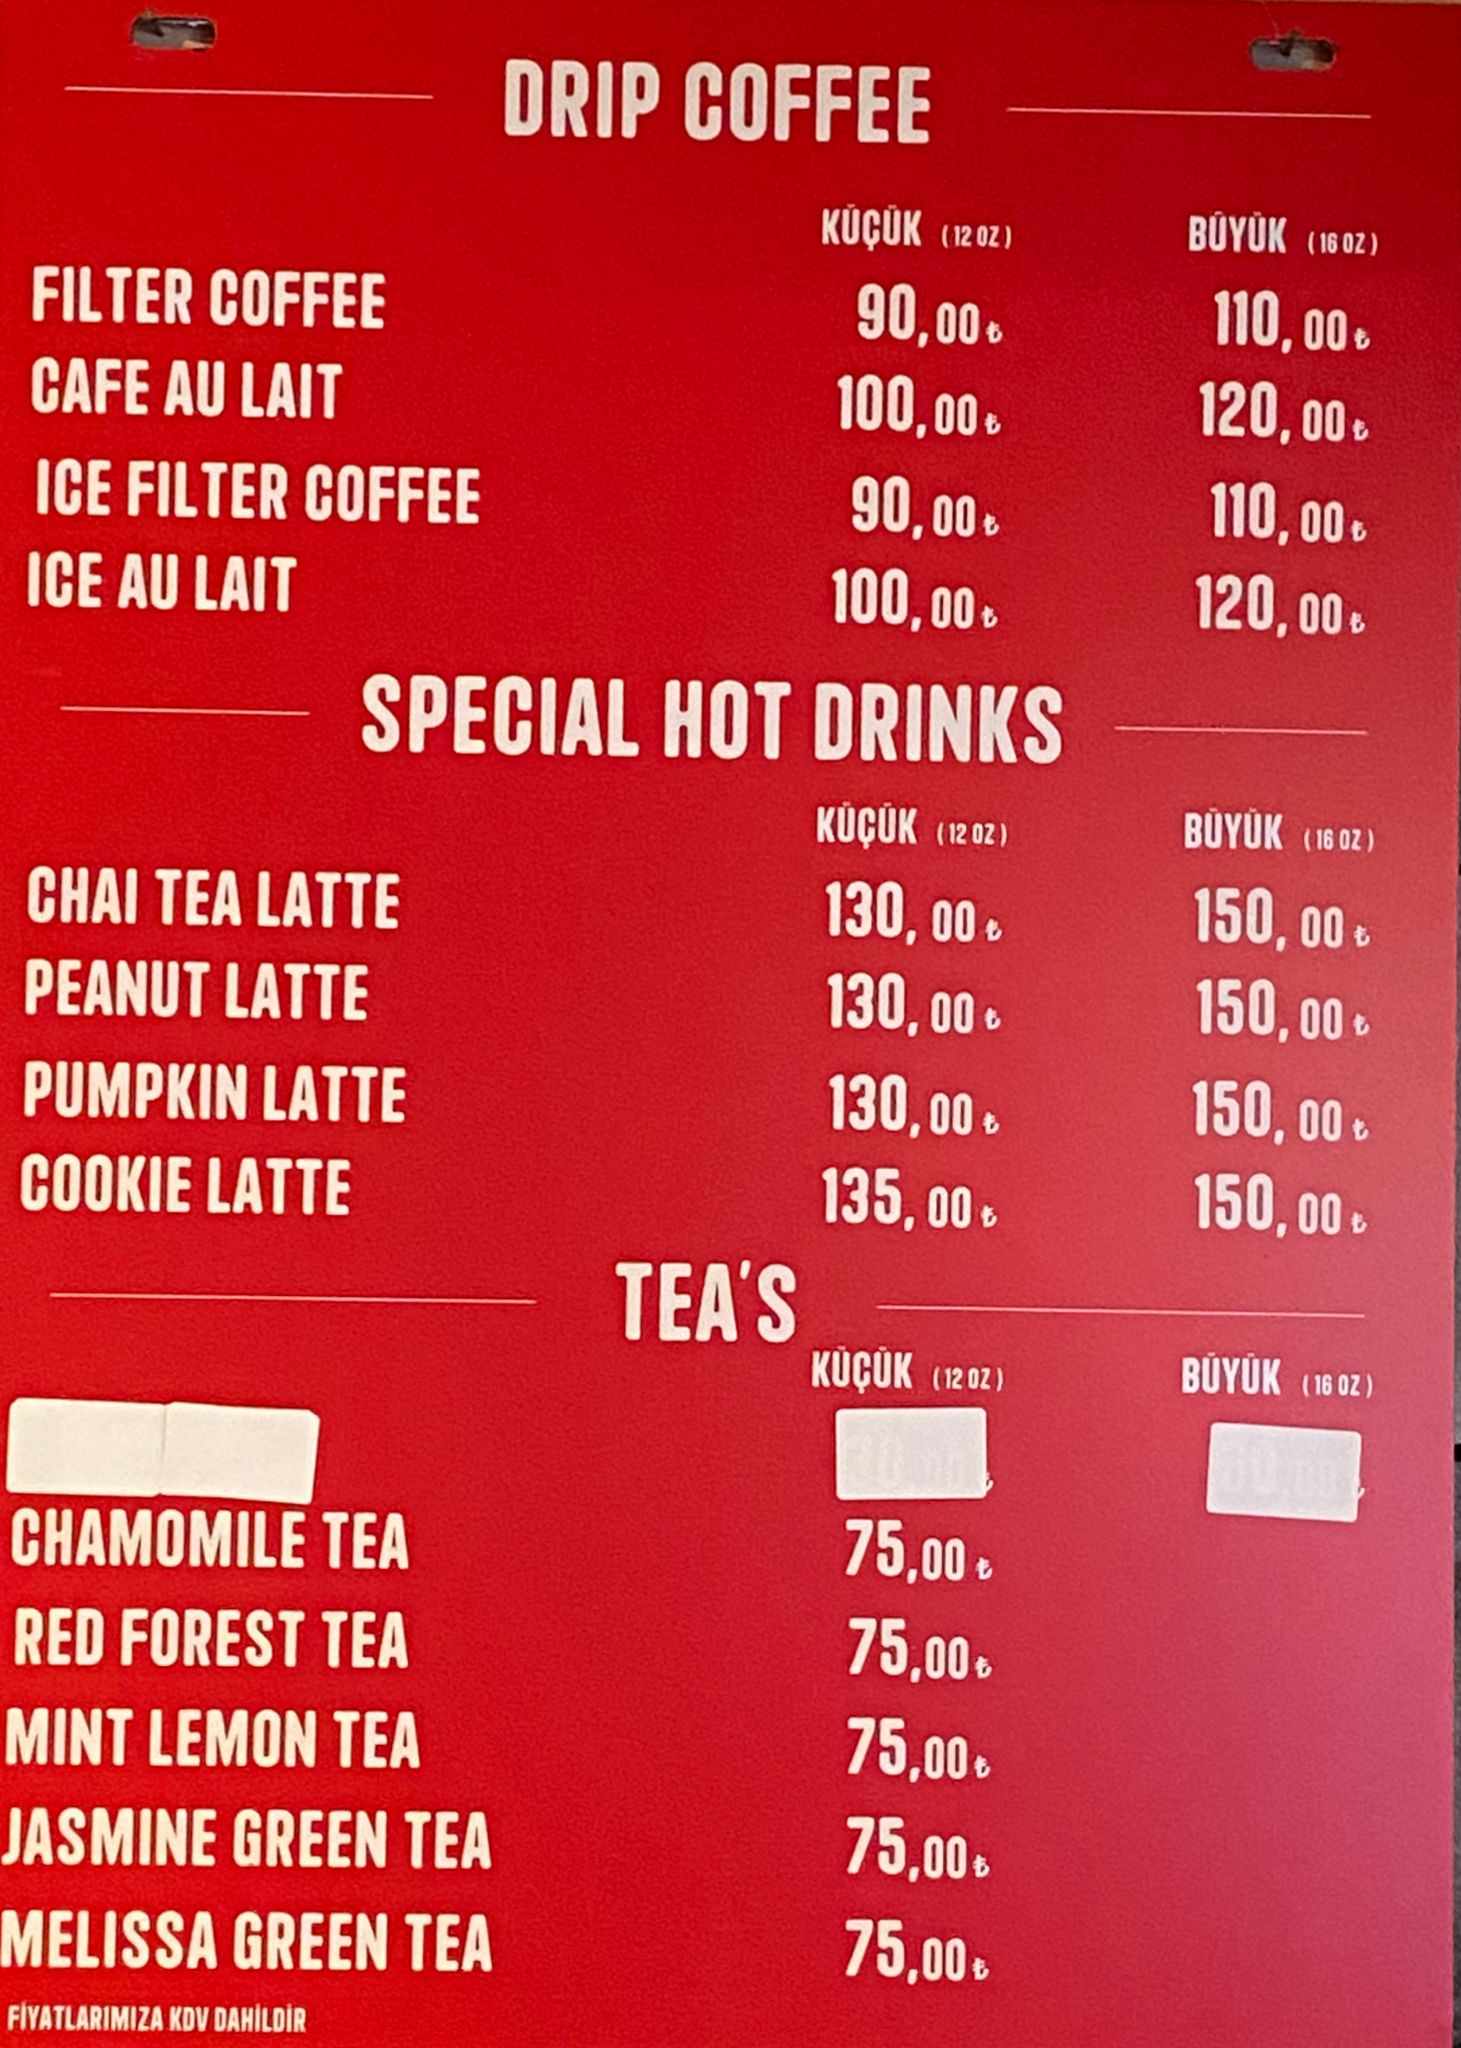 DRIP COFFEE
KÜÇÜK (12 OZ) BÜYÜK (16 OZ)
FILTER COFFEE 90,00₺ 110,00₺
CAFE AU LAIT 100,00₺ 120,00₺
ICE FILTER COFFEE 90,00₺ 110,00₺
ICE AU LAIT 100,00₺ 120,00₺
SPECIAL HOT DRINKS
KÜÇÜK (12 OZ) BÜYÜK (16 OZ)
CHAI TEA LATTE 130,00₺ 150,00₺
PEANUT LATTE 130,00₺ 150,00₺
PUMPKIN LATTE 130,00₺ 150,00₺
COOKIE LATTE 135,00₺ 150,00₺
TEA'S
KÜÇÜK (12 OZ) BÜYÜK (16 OZ)
CHAMOMILE TEA 75,00₺
RED FOREST TEA 75,00₺
MINT LEMON TEA 75,00₺
JASMINE GREEN TEA 75,00₺
MELISSA GREEN TEA 75,00₺
FİYATLARIMIZA KDV DAHİLDİR